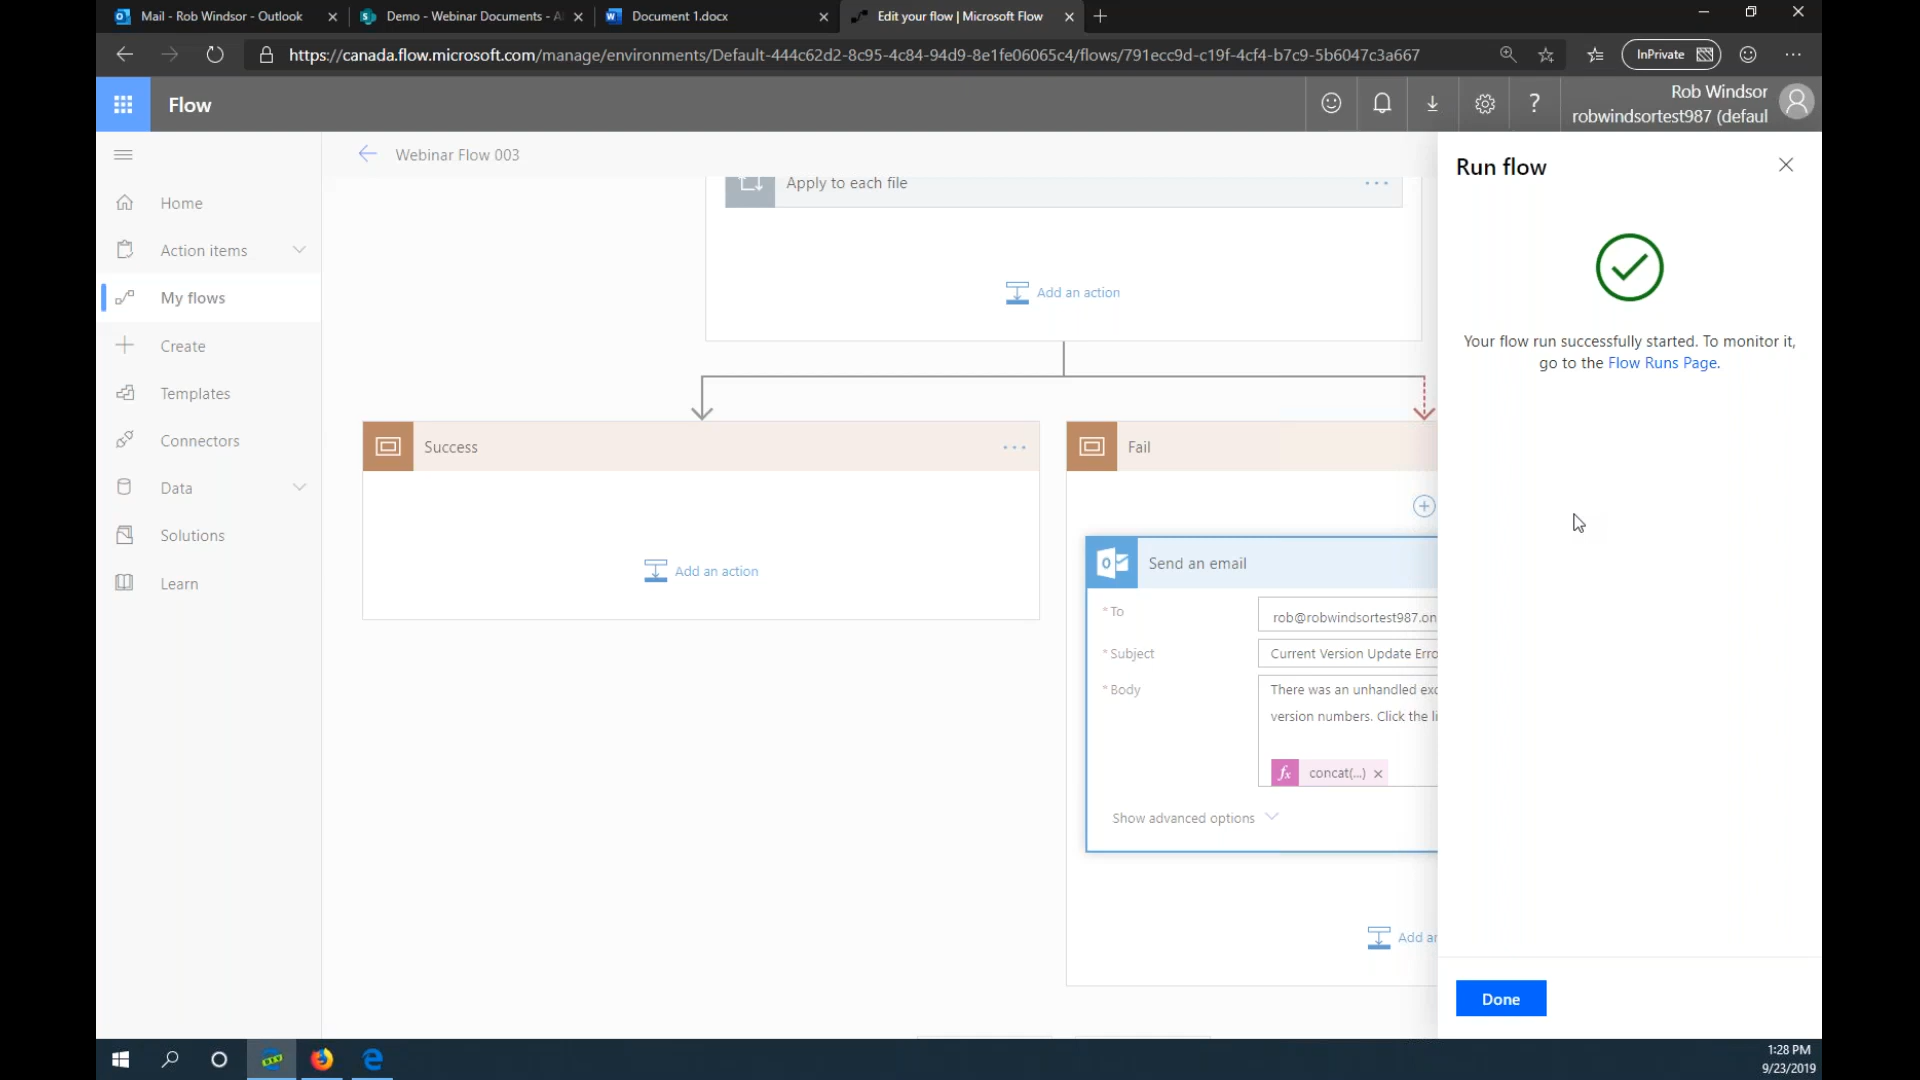 Mail - Rob Windsor - Outlook
Demo - Webinar Documents - A
Document 1.docx
Edit your flow | Microsoft Flow
https://canada.flow.microsoft.com/manage/environments/Default-444c62d2-8c95-4c84-94d9-8e1fe06065c4/flows/791ecc9d-c19f-4cf4-b7c9-5b6047c3a667
InPrivate
Flow
?
Rob Windsor
robwindsortest987 (defaul
Webinar Flow 003
Home
Action items
My flows
Create
Templates
Connectors
Data
Solutions
Learn
Apply to each file
Add an action
Success
Add an action
Fail
Send an email
* To
rob@robwindsortest987.on
* Subject
Current Version Update Erro
* Body
There was an unhandled exc
version numbers. Click the li
fx concat(...) ×
Show advanced options
Add an
Run flow
Your flow run successfully started. To monitor it,
go to the Flow Runs Page.
Done
1:28 PM
9/23/2019